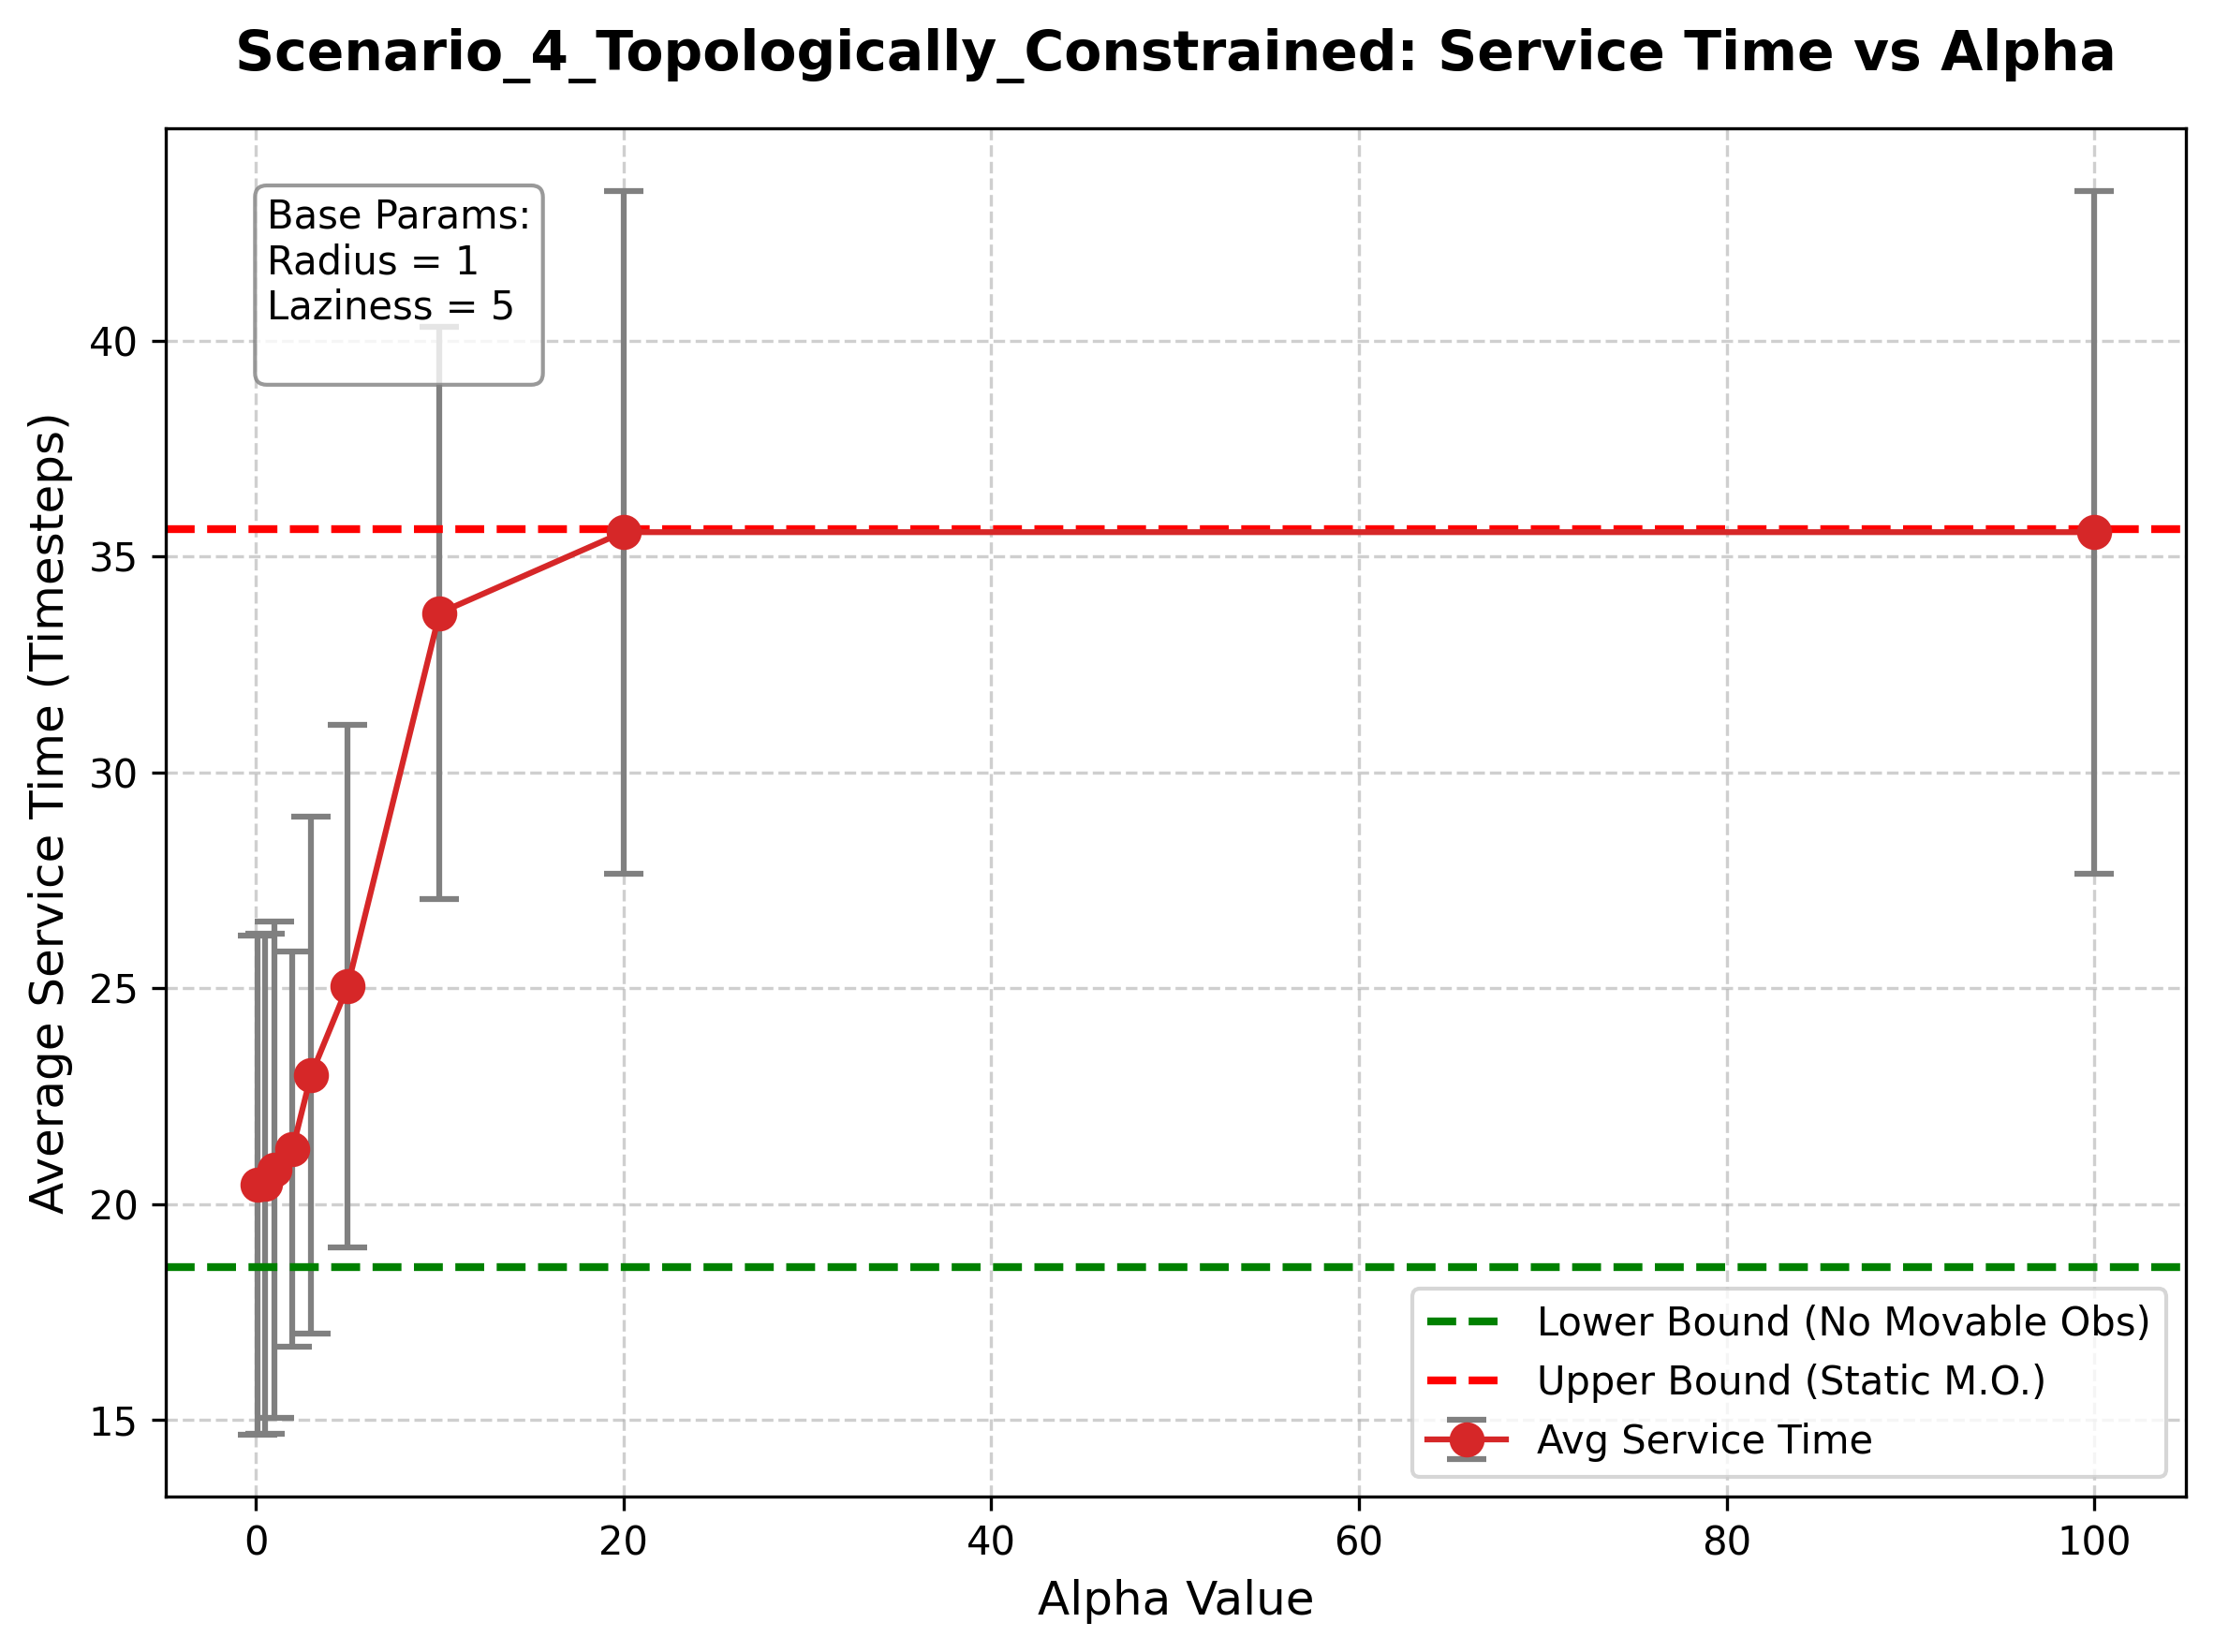 Scenario_4_Topologically_Constrained: Service Time vs Alpha
Base Params:
Radius = 1
Laziness = 5
Average Service Time (Timesteps)
40
35
30
25
20
15
Lower Bound (No Movable Obs)
Upper Bound (Static M.O.)
Avg Service Time
0 20 40 60 80 100
Alpha Value